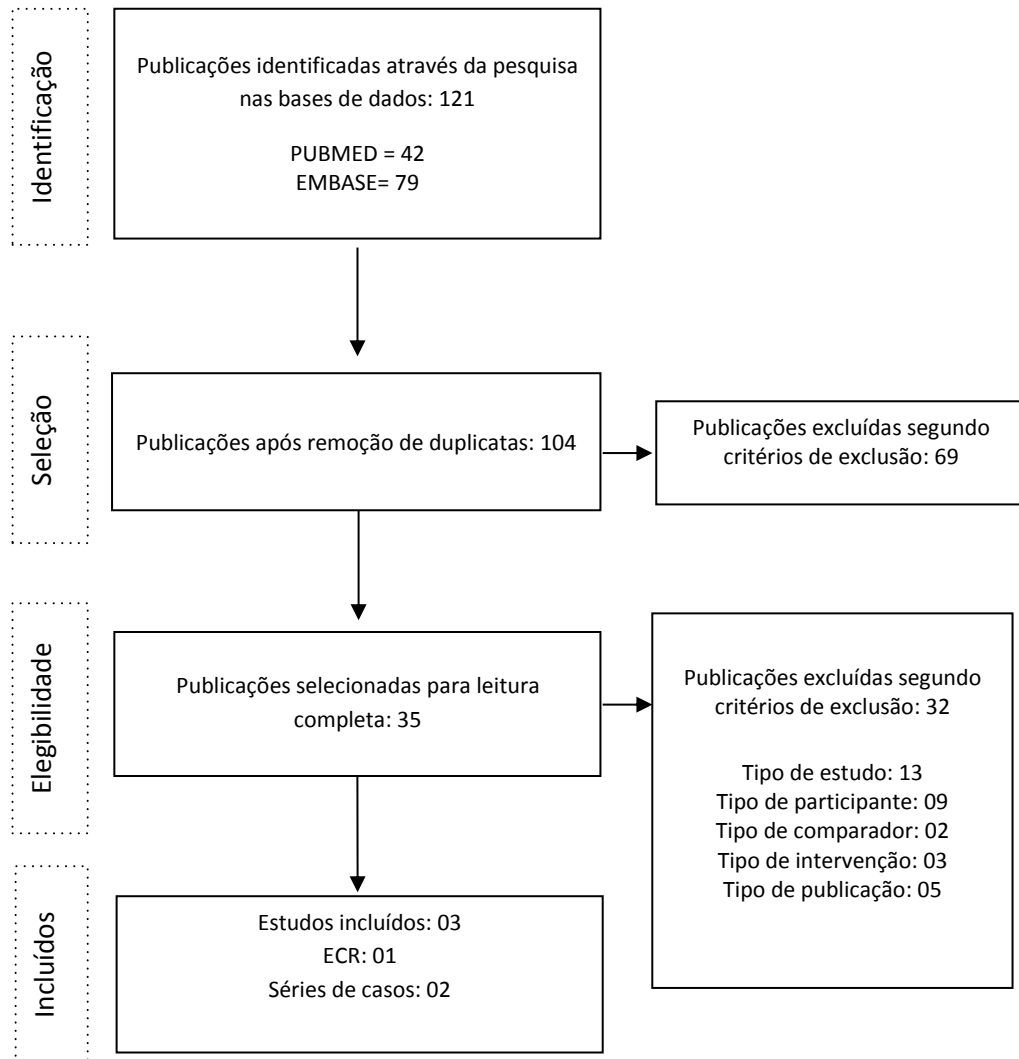 Identificação
Publicações identificadas através da pesquisa
nas bases de dados: 121
PUBMED = 42
EMBASE= 79
Seleção
Publicações após remoção de duplicatas: 104
Publicações excluídas segundo
critérios de exclusão: 69
Elegibilidade
Publicações selecionadas para leitura
completa: 35
Publicações excluídas segundo
critérios de exclusão: 32
Tipo de estudo: 13
Tipo de participante: 09
Tipo de comparador: 02
Tipo de intervenção: 03
Tipo de publicação: 05
Incluídos
Estudos incluídos: 03
ECR: 01
Séries de casos: 02